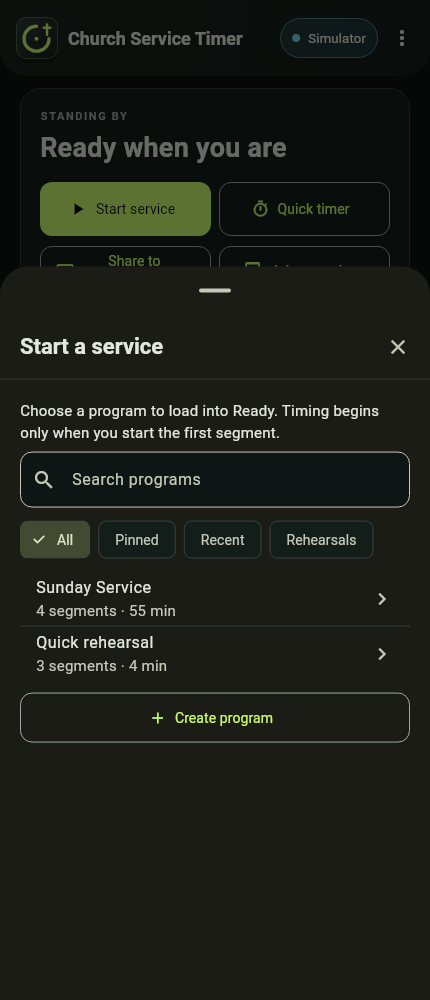 Church Service Timer
Simulator
STANDING BY
Ready when you are
Start service
Quick timer
Share to
Start a service
Choose a program to load into Ready. Timing begins
only when you start the first segment.
Search programs
All
Pinned
Recent
Rehearsals
Sunday Service
4 segments · 55 min
Quick rehearsal
3 segments · 4 min
Create program